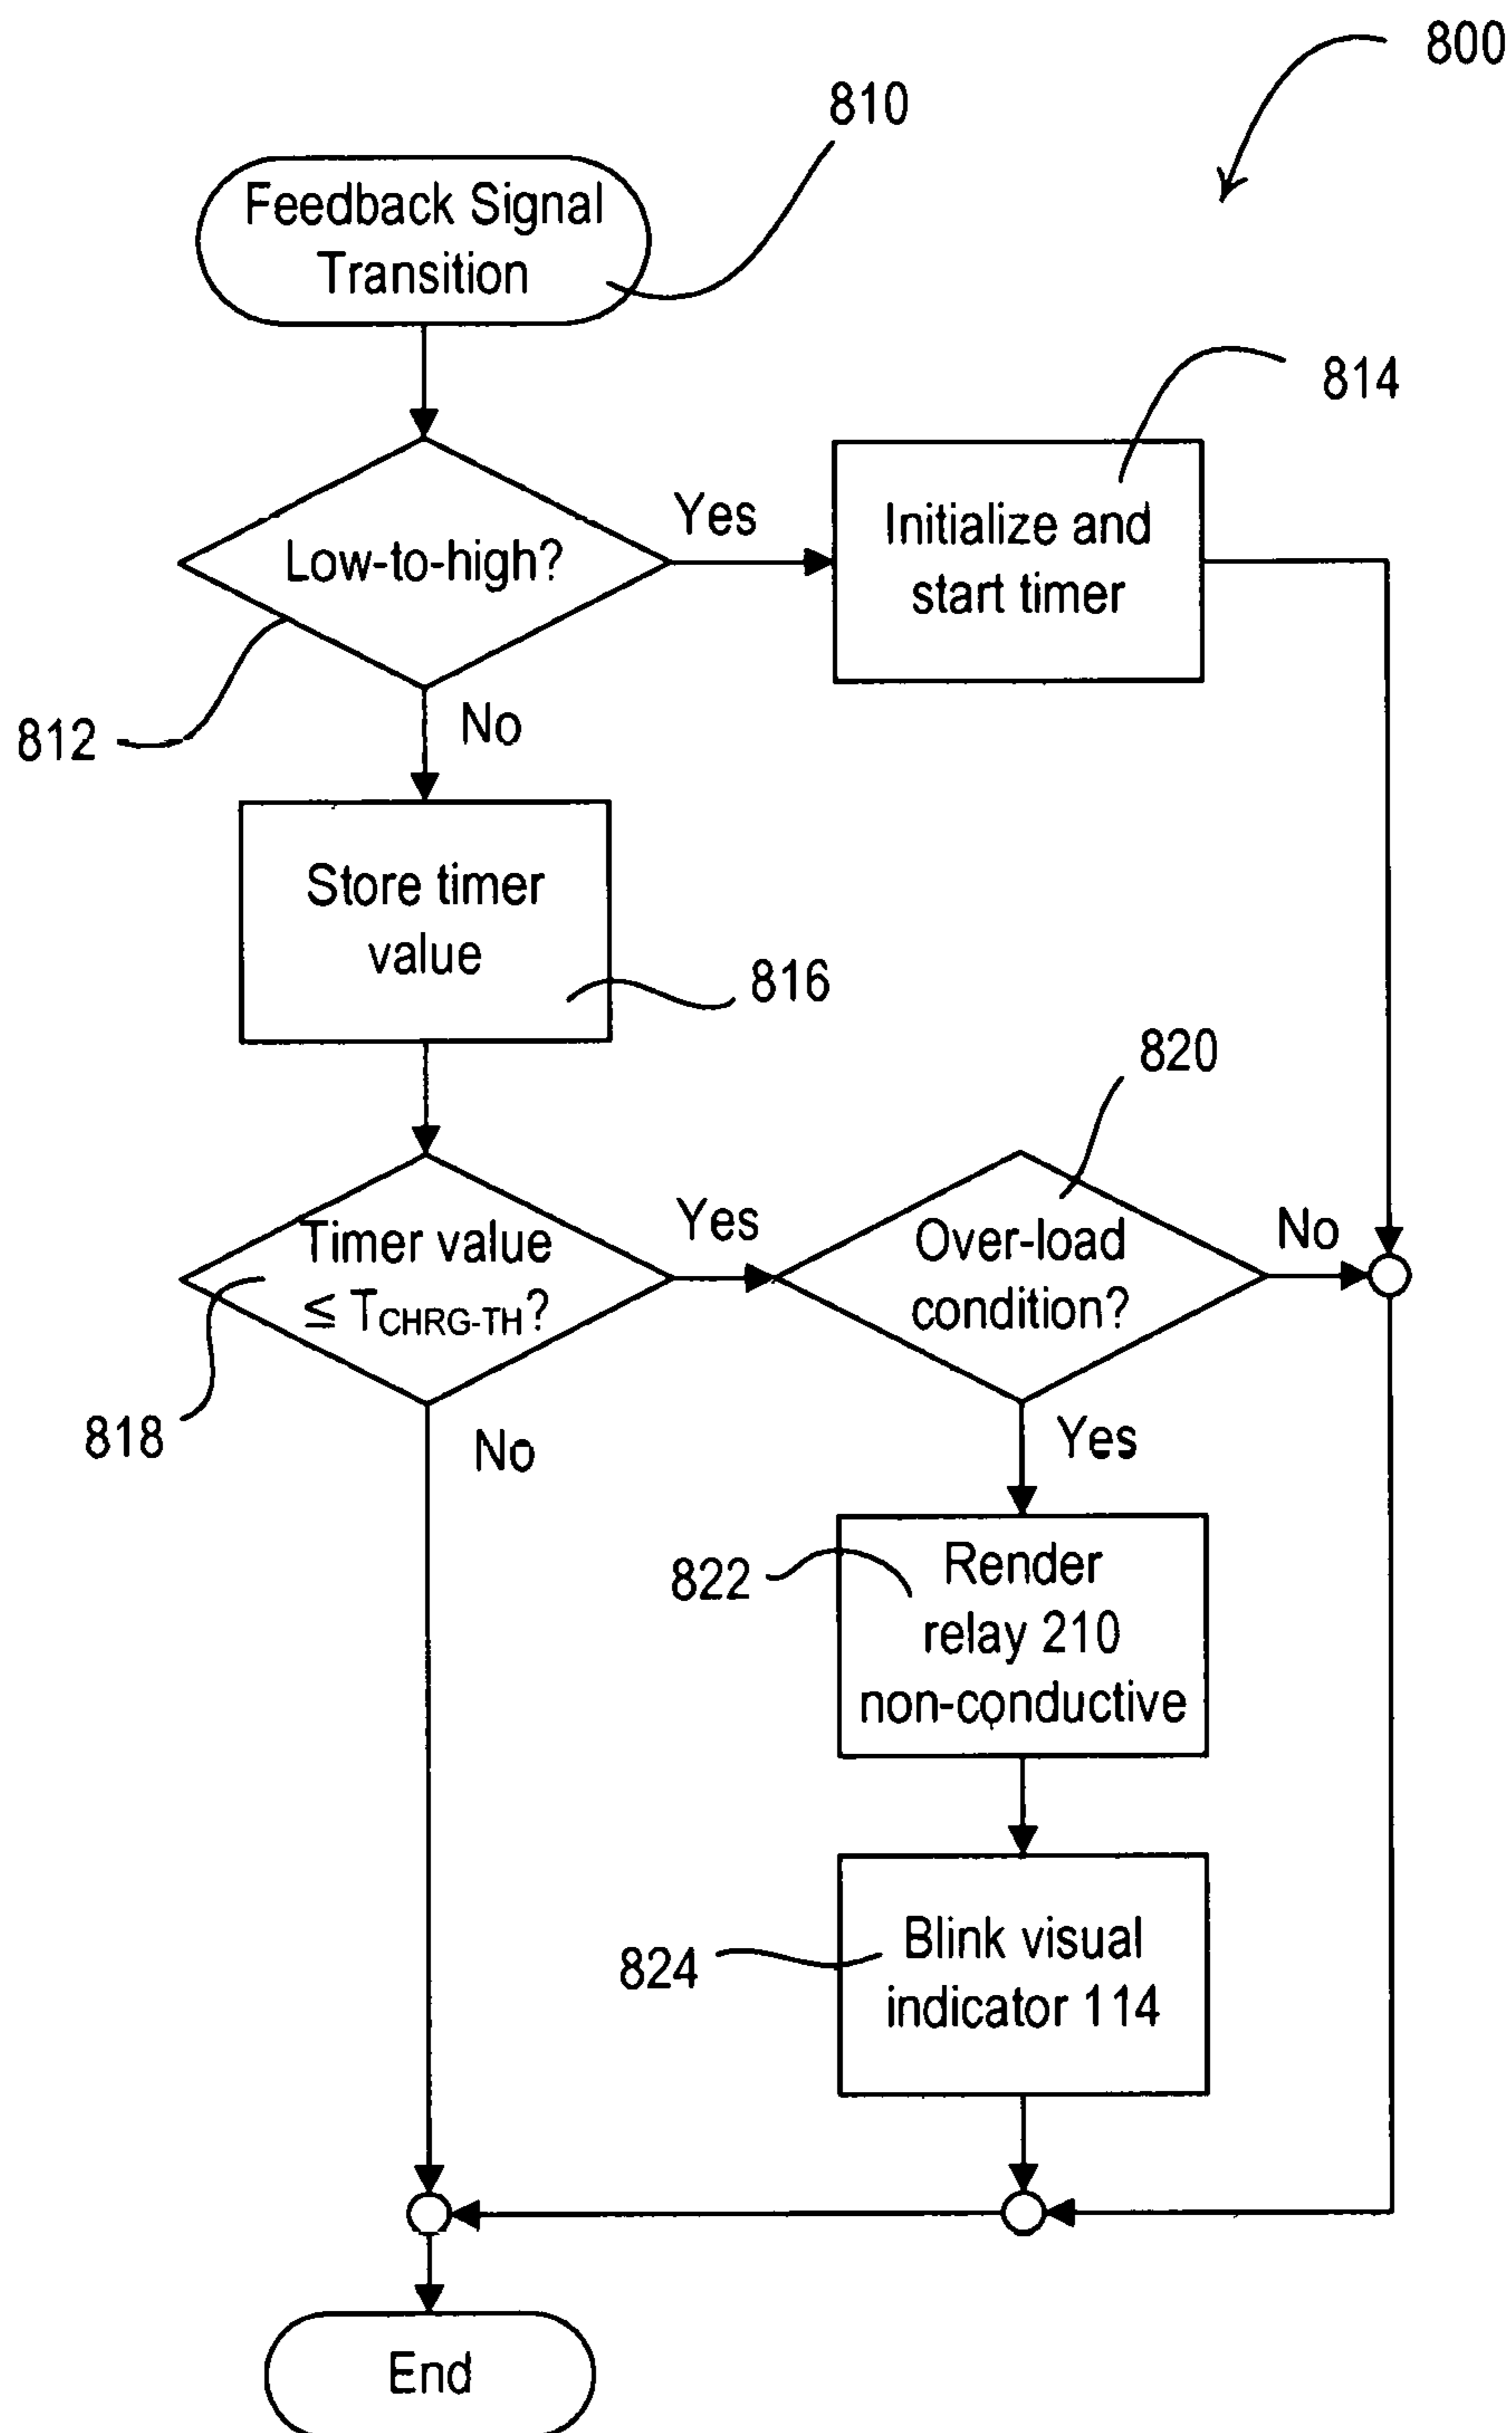 800
810
Feedback Signal
Transition
814
Low-to-high?
Yes
Initialize and
start timer
812
No
Store timer
value
816
820
Timer value
≤ TCHRG-TH?
Yes
Over-load
condition?
No
818
No
Yes
822
Render
relay 210
non-conductive
824
Blink visual
indicator 114
End